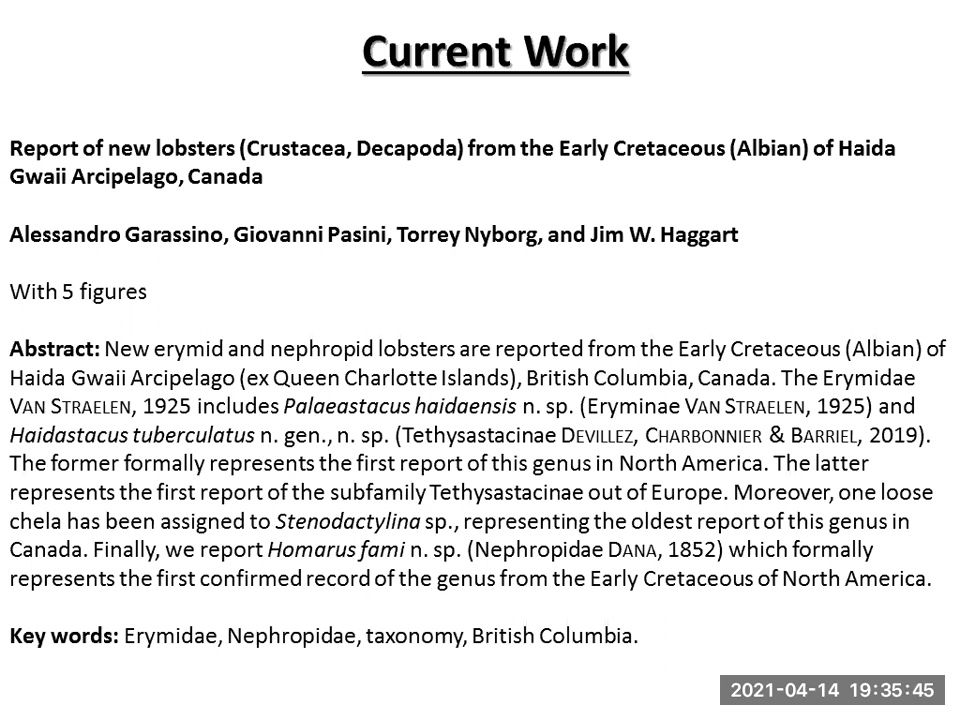 Current Work
Report of new lobsters (Crustacea, Decapoda) from the Early Cretaceous (Albian) of Haida
Gwaii Arcipelago, Canada
Alessandro Garassino, Giovanni Pasini, Torrey Nyborg, and Jim W. Haggart
With 5 figures
Abstract: New erymid and nephropid lobsters are reported from the Early Cretaceous (Albian) of
Haida Gwaii Arcipelago (ex Queen Charlotte Islands), British Columbia, Canada. The Erymidae
VAN STRAELEN, 1925 includes Palaeastacus haidaensis n. sp. (Eryminae VAN STRAELEN, 1925) and
Haidastacus tuberculatus n. gen., n. sp. (Tethysastacinae DEVILLEZ, CHARBONNIER & BARRIEL, 2019).
The former formally represents the first report of this genus in North America. The latter
represents the first report of the subfamily Tethysastacinae out of Europe. Moreover, one loose
chela has been assigned to Stenodactylina sp., representing the oldest report of this genus in
Canada. Finally, we report Homarus fami n. sp. (Nephropidae DANA, 1852) which formally
represents the first confirmed record of the genus from the Early Cretaceous of North America.
Key words: Erymidae, Nephropidae, taxonomy, British Columbia.
2021-04-14 19:35:45